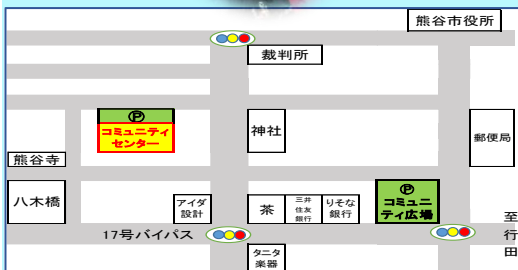 熊谷市役所
裁判所
Ⓟ
コミュニティ
センター
神社
郵便局
熊谷寺
八木橋
アイダ
設計
茶
三井
住友
銀行
りそな
銀行
Ⓟ
コミュニ
ティ広場
至
行
田
17号バイパス
タニタ
楽器